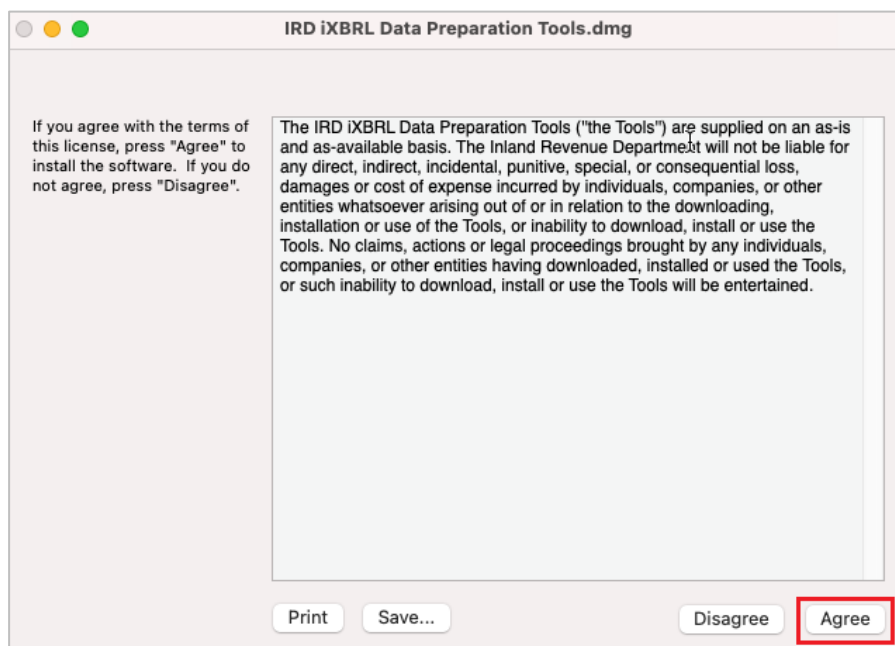 IRD iXBRL Data Preparation Tools.dmg
If you agree with the terms of
this license, press "Agree" to
install the software.  If you do
not agree, press "Disagree".
The IRD iXBRL Data Preparation Tools ("the Tools") are supplied on an as-is
and as-available basis. The Inland Revenue Department will not be liable for
any direct, indirect, incidental, punitive, special, or consequential loss,
damages or cost of expense incurred by individuals, companies, or other
entities whatsoever arising out of or in relation to the downloading,
installation or use of the Tools, or inability to download, install or use the
Tools. No claims, actions or legal proceedings brought by any individuals,
companies, or other entities having downloaded, installed or used the Tools,
or such inability to download, install or use the Tools will be entertained.
Print Save... Disagree Agree